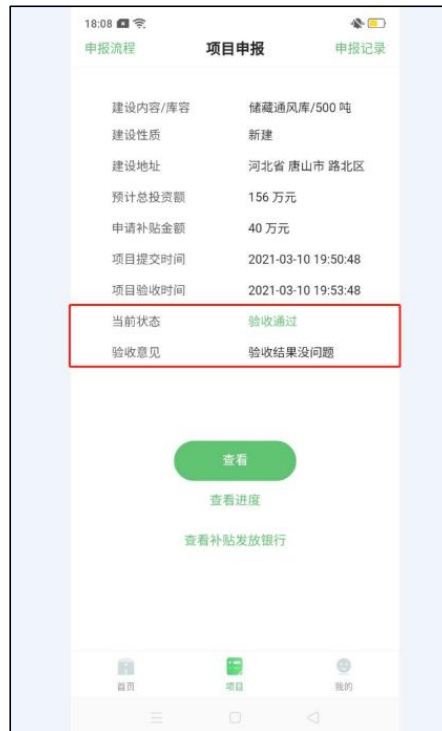 18:08
申报流程 项目申报 申报记录
建设内容/库容 储藏通风库/500 吨
建设性质 新建
建设地址 河北省 唐山市 路北区
预计总投资额 156 万元
申请补贴金额 40 万元
项目提交时间 2021-03-10 19:50:48
项目验收时间 2021-03-10 19:53:48
当前状态 验收通过
验收意见 验收结果没问题
查看
查看进度
查看补贴发放银行
首页 项目 我的